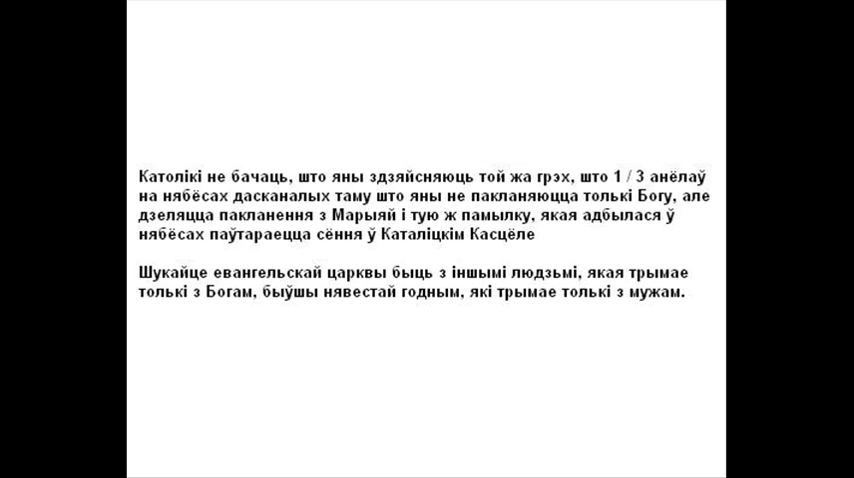 Католікі не бачаць, што яны здзяйсняюць той жа грэх, што 1 / 3 анёлаў
на нябёсах дасканалых таму што яны не пакланяюцца толькі Богу, але
дзеляцца пакланення з Марыяй і тую ж памылку, якая адбылася ў
нябёсах паўтараецца сёння ў Каталіцкім Касцёле
Шукайце евангельскай царквы быць з іншымі людзьмі, якая трымае
толькі з Богам, быўшы нявестай годным, які трымае толькі з мужам.